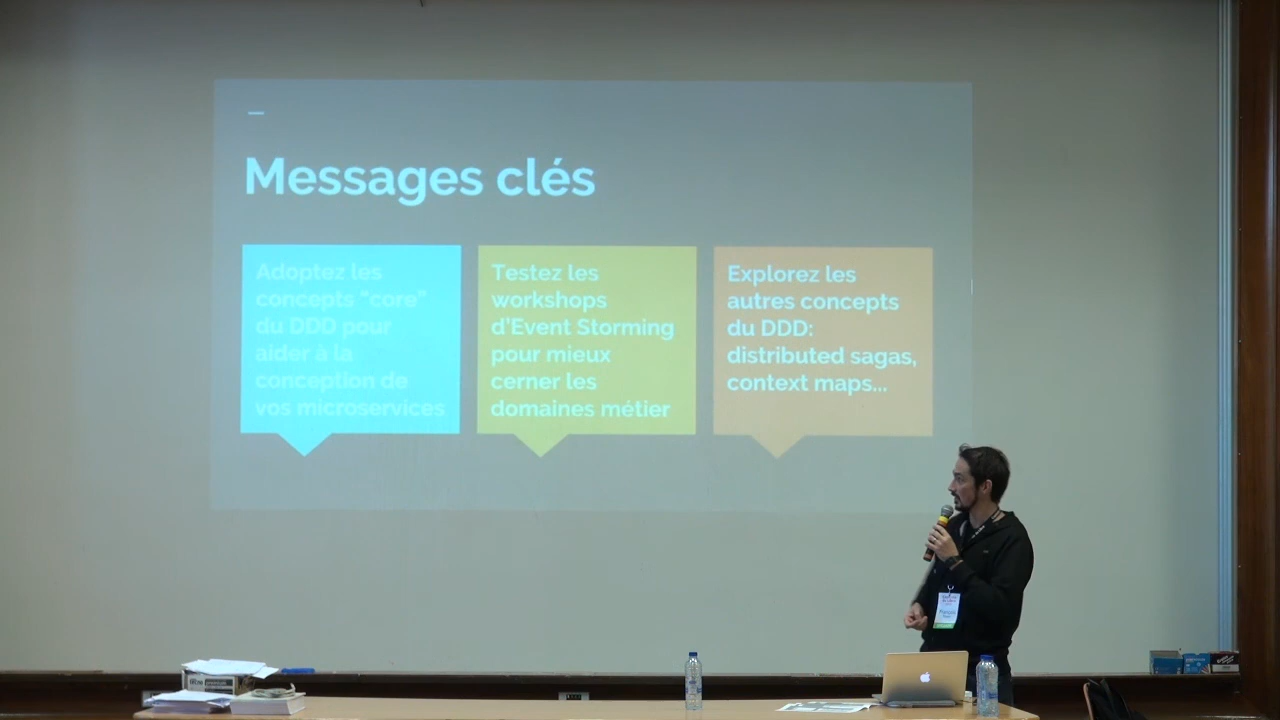 Messages clés
Adoptez les
concepts "core"
du DDD pour
aider à la
conception de
vos microservices
Testez les
workshops
d'Event Storming
pour mieux
cerner les
domaines métier
Explorez les
autres concepts
du DDD:
distributed sagas,
context maps...